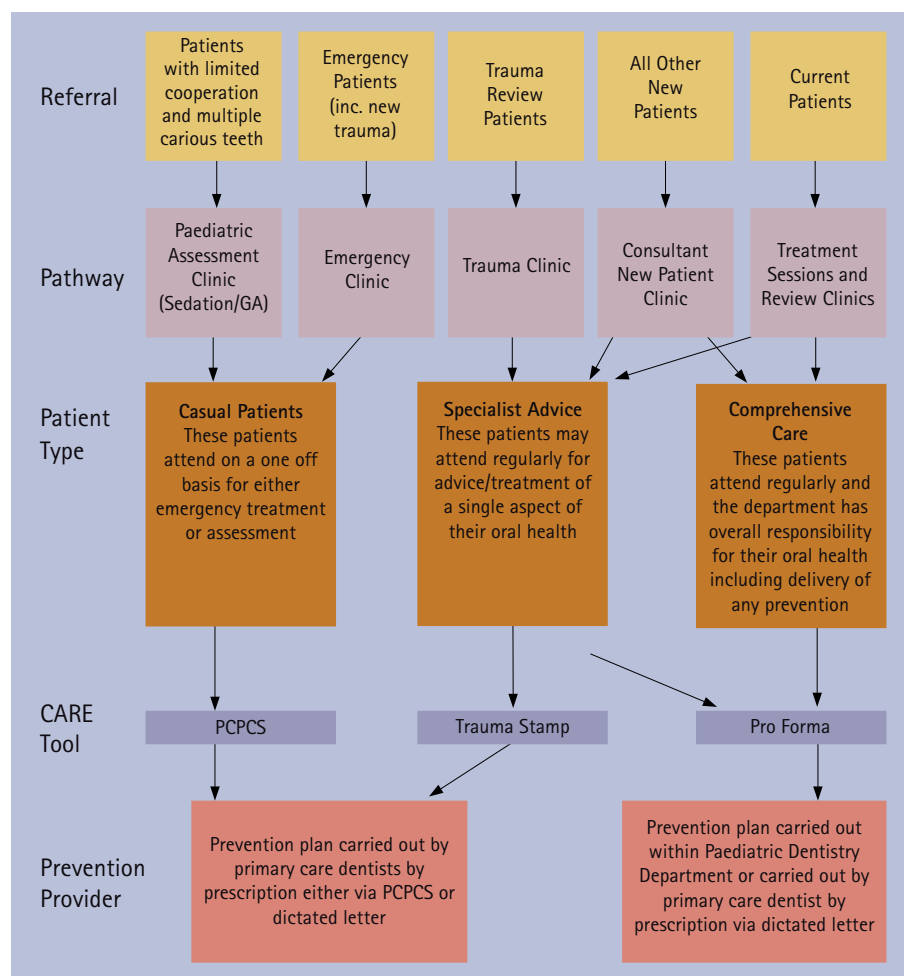 Referral
Patients
with limited
cooperation
and multiple
carious teeth
Emergency
Patients
(inc. new
trauma)
Trauma
Review
Patients
All Other
New
Patients
Current
Patients
Pathway
Paediatric
Assessment
Clinic
(Sedation/GA)
Emergency
Clinic
Trauma Clinic
Consultant
New Patient
Clinic
Treatment
Sessions and
Review Clinics
Patient
Type
Casual Patients
These patients
attend on a one off
basis for either
emergency treatment
or assessment
Specialist Advice
These patients may
attend regularly for
advice/treatment of
a single aspect of
their oral health
Comprehensive
Care
These patients
attend regularly and
the department has
overall responsibility
for their oral health
including delivery of
any prevention
CARE
Tool
PCPCS
Trauma Stamp
Pro Forma
Prevention
Provider
Prevention plan carried out by
primary care dentists by
prescription either via PCPCS or
dictated letter
Prevention plan carried out
within Paediatric Dentistry
Department or carried out by
primary care dentist by
prescription via dictated letter